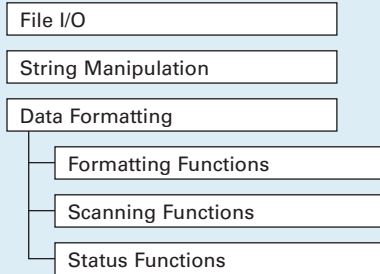 File I/O
String Manipulation
Data Formatting
Formatting Functions
Scanning Functions
Status Functions